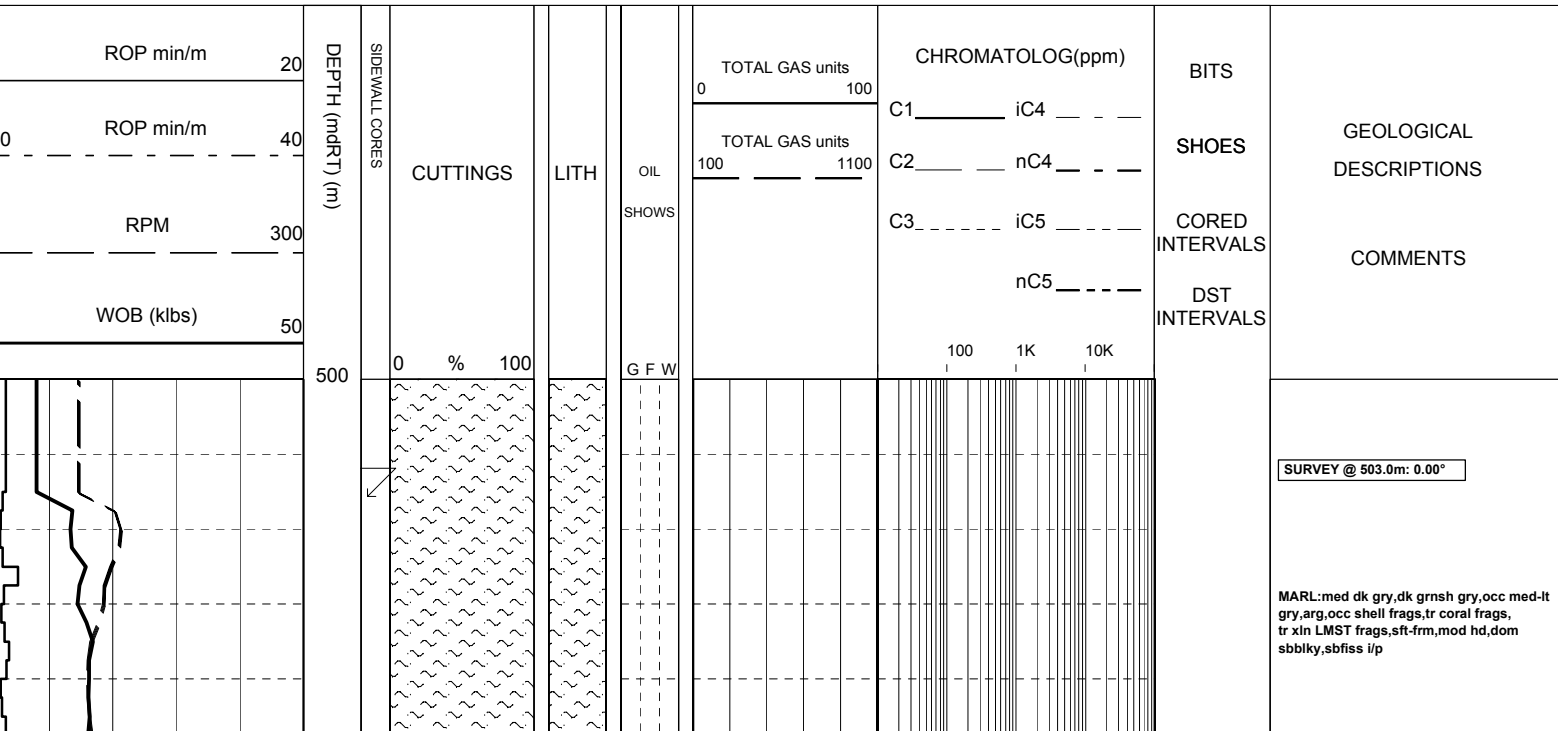 ROP min/m
20
ROP min/m
0
40
RPM
300
WOB (klbs)
50
DEPTH (mdRT) (m)
500
SIDEWALL CORES
CUTTINGS
0 % 100
LITH
OIL
SHOWS
G F W
TOTAL GAS units
0 100
TOTAL GAS units
100 1100
CHROMATOLOG(ppm)
C1 iC4
C2 nC4
C3 iC5
nC5
100 1K 10K
BITS
SHOES
CORED
INTERVALS
DST
INTERVALS
GEOLOGICAL
DESCRIPTIONS
COMMENTS
SURVEY @ 503.0m: 0.00°
MARL:med dk gry,dk grnsh gry,occ med-lt
gry,arg,occ shell frags,tr coral frags,
tr xln LMST frags,sft-frm,mod hd,dom
sbblky,sbfiss i/p